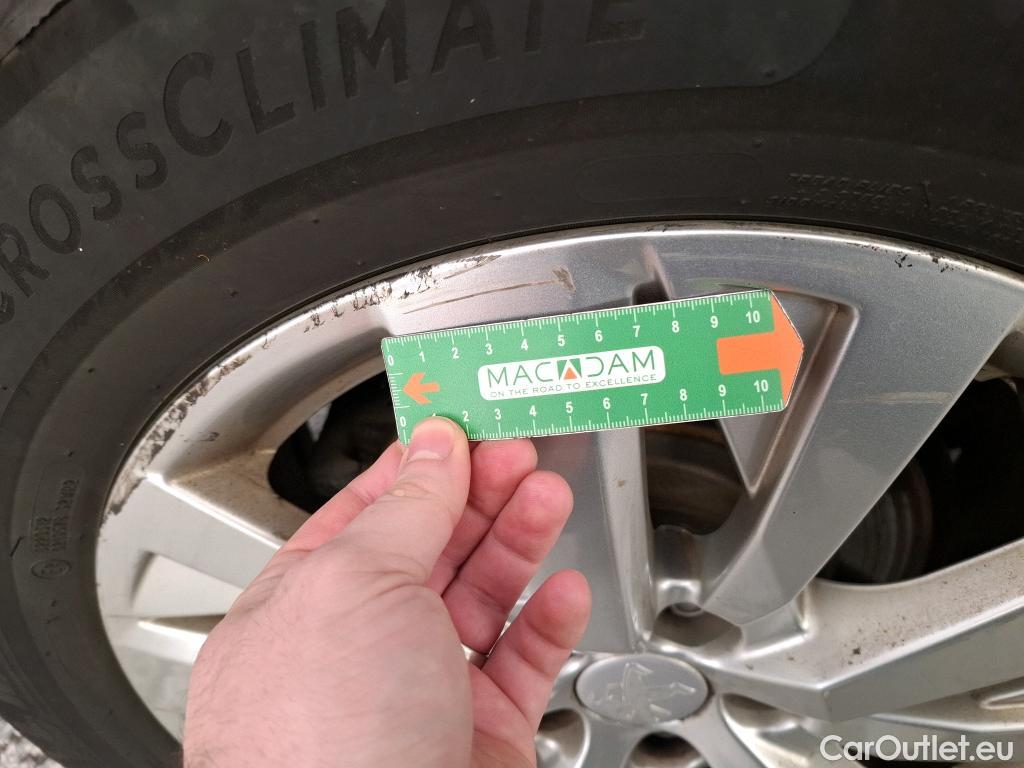 CROSSCLIMATE
0 1 2 3 4 5 6 7 8 9 10
MACADAM
ON THE ROAD TO EXCELLENCE
0 1 2 3 4 5 6 7 8 9 10
CarOutlet.eu